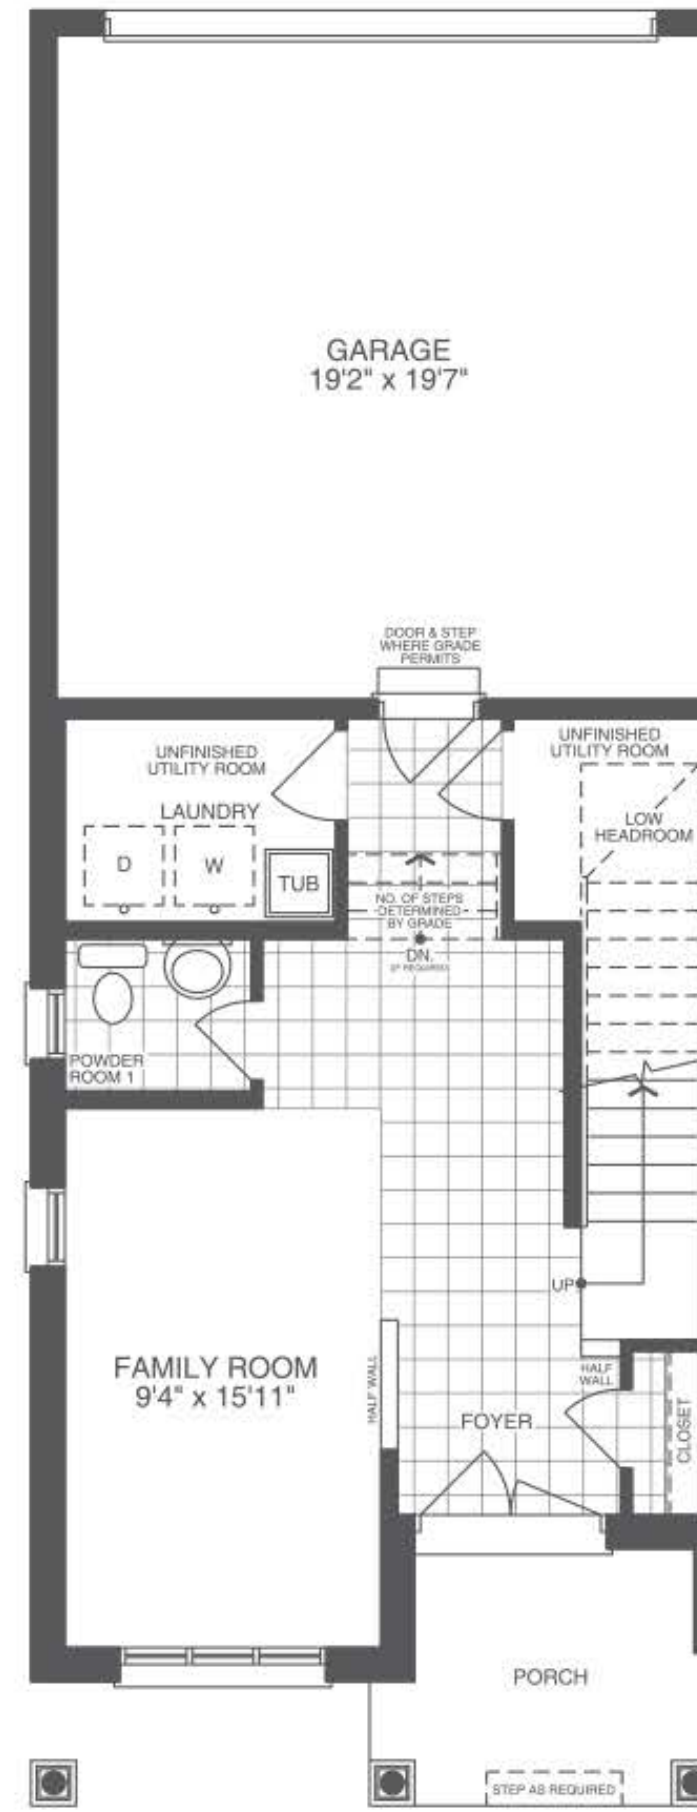 GARAGE
19'2" x 19'7"
DOOR & STEP
WHERE GRADE
PERMITS
UNFINISHED
UTILITY ROOM
LAUNDRY
D
W
TUB
UNFINISHED
UTILITY ROOM
LOW
HEADROOM
NO. OF STEPS
DETERMINED
BY GRADE
DN.
(IF REQUIRED)
POWDER
ROOM 1
UP
FAMILY ROOM
9'4" x 15'11"
HALF WALL
HALF
WALL
FOYER
CLOSET
PORCH
STEP AS REQUIRED